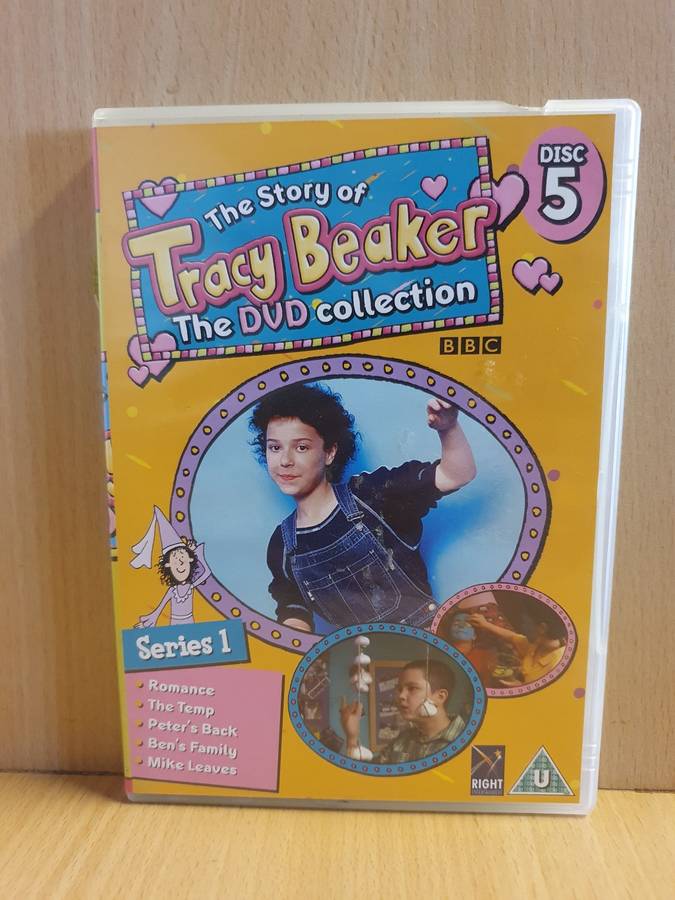 The Story of
Tracy Beaker
The DVD collection
DISC
5
BBC
Series 1
Romance
The Temp
Peter's Back
Ben's Family
Mike Leaves
RIGHT
U